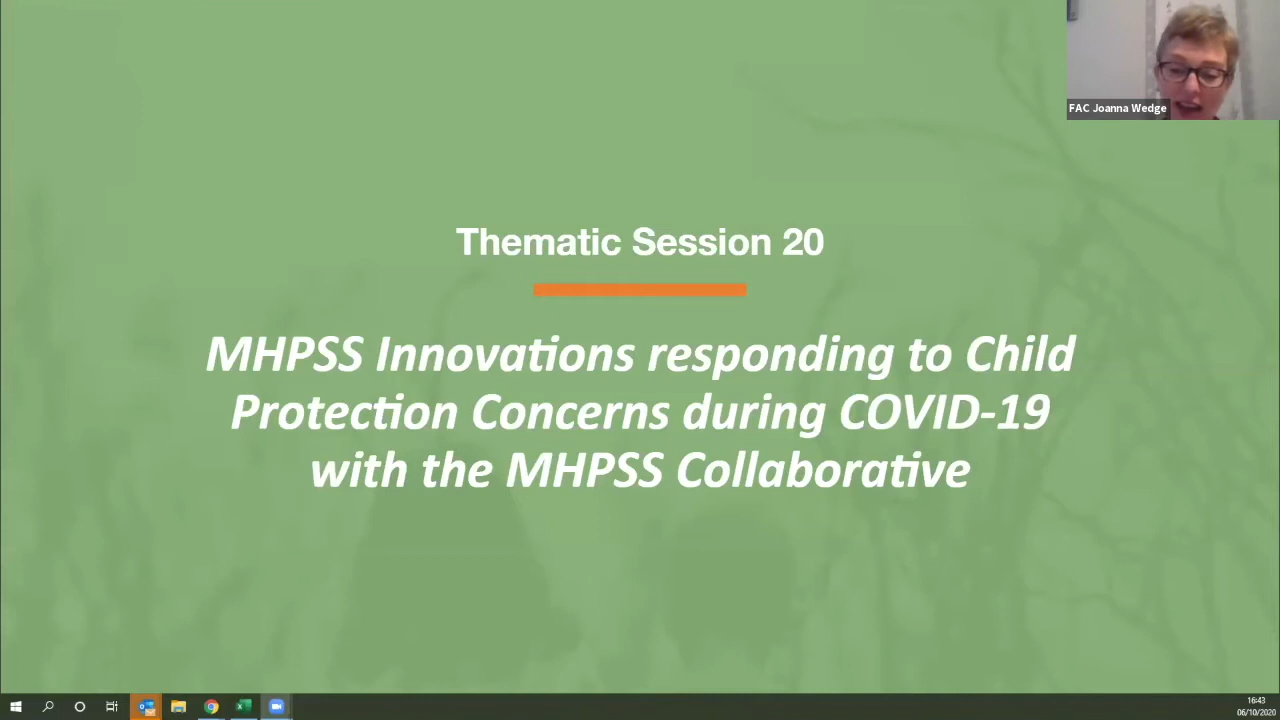 FAC Joanna Wedge
Thematic Session 20
MHPSS Innovations responding to Child
Protection Concerns during COVID-19
with the MHPSS Collaborative
16:43
06/10/2020